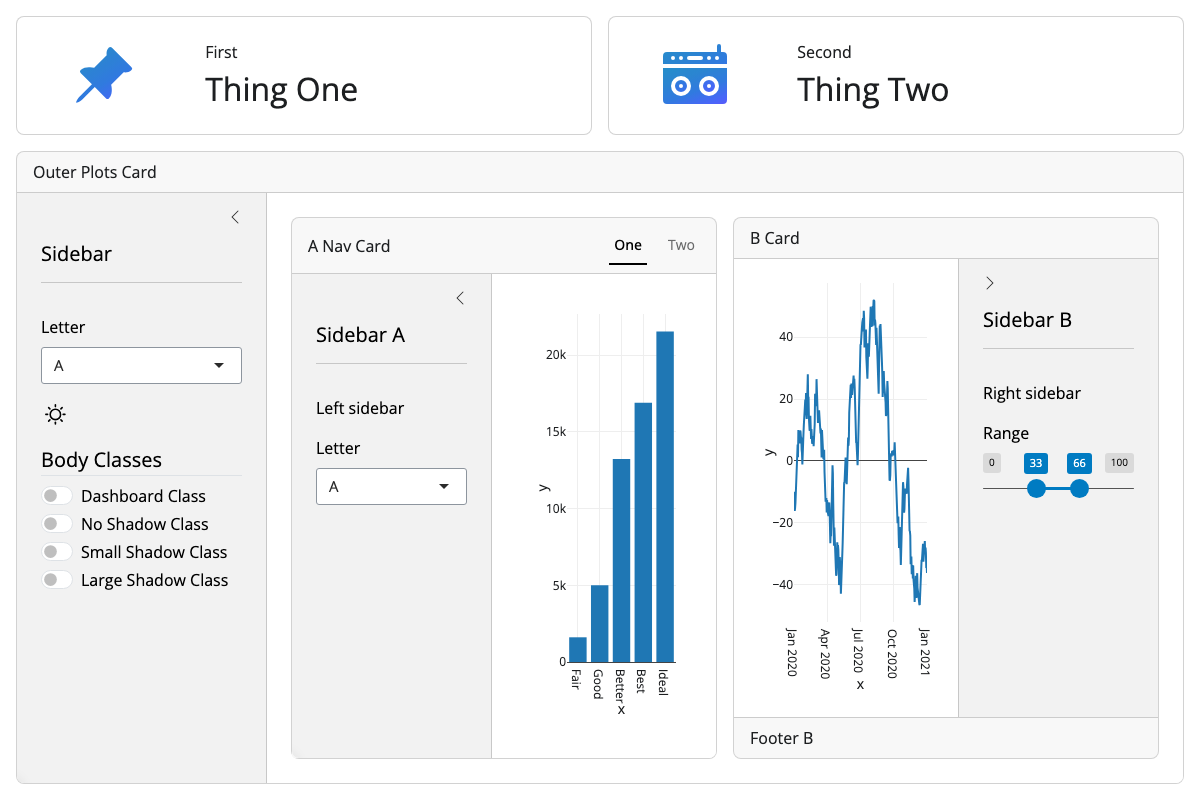 First
Thing One
Second
Thing Two
Outer Plots Card
Sidebar
Letter
A
Body Classes
Dashboard Class
No Shadow Class
Small Shadow Class
Large Shadow Class
A Nav Card
One
Two
Sidebar A
Left sidebar
Letter
A
20k
15k
10k
5k
0
y
Fair
Good
Better
Best
Ideal
x
B Card
40
20
0
−20
−40
y
Jan 2020
Apr 2020
Jul 2020
Oct 2020
Jan 2021
x
Sidebar B
Right sidebar
Range
0 33 66 100
Footer B